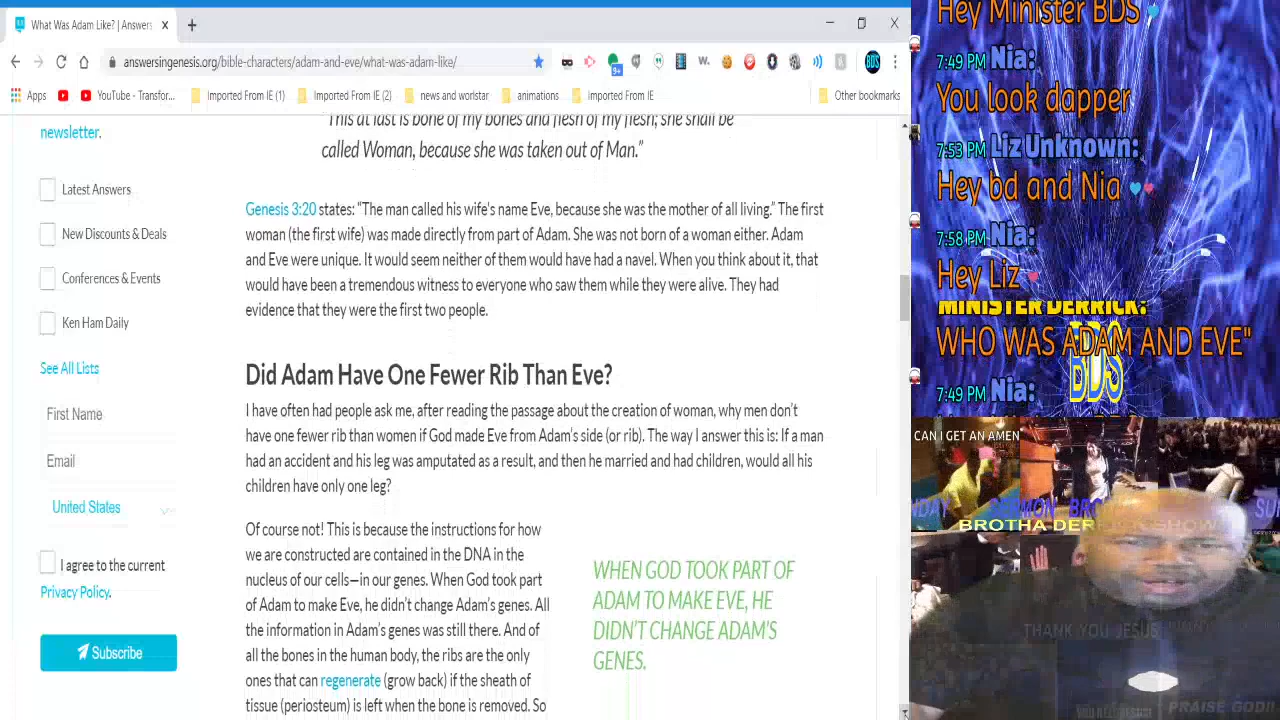 What Was Adam Like? | Answers
answersingenesis.org/bible-characters/adam-and-eve/what-was-adam-like/
9+
W.
BDS
Apps
YouTube - Transfor...
Imported From IE (1)
Imported From IE (2)
news and worlstar
animations
Imported From IE
Other bookmarks
newsletter.
Latest Answers
New Discounts & Deals
Conferences & Events
Ken Ham Daily
See All Lists
First Name
Email
United States
I agree to the current
Privacy Policy.
Subscribe
This at last is bone of my bones and flesh of my flesh; she shall be
called Woman, because she was taken out of Man.”
Genesis 3:20 states: “The man called his wife's name Eve, because she was the mother of all living.” The first
woman (the first wife) was made directly from part of Adam. She was not born of a woman either. Adam
and Eve were unique. It would seem neither of them would have had a navel. When you think about it, that
would have been a tremendous witness to everyone who saw them while they were alive. They had
evidence that they were the first two people.
Did Adam Have One Fewer Rib Than Eve?
I have often had people ask me, after reading the passage about the creation of woman, why men don’t
have one fewer rib than women if God made Eve from Adam’s side (or rib). The way I answer this is: If a man
had an accident and his leg was amputated as a result, and then he married and had children, would all his
children have only one leg?
Of course not! This is because the instructions for how
we are constructed are contained in the DNA in the
nucleus of our cells—in our genes. When God took part
of Adam to make Eve, he didn’t change Adam’s genes. All
the information in Adam’s genes was still there. And of
all the bones in the human body, the ribs are the only
ones that can regenerate (grow back) if the sheath of
tissue (periosteum) is left when the bone is removed. So
WHEN GOD TOOK PART OF
ADAM TO MAKE EVE, HE
DIDN’T CHANGE ADAM’S
GENES.
Hey Minister BDS
7:49 PM Nia:
You look dapper
7:53 PM Liz Unknown:
Hey bd and Nia
7:58 PM Nia:
Hey Liz
MINISTER DERRICK:
WHO WAS ADAM AND EVE"
BDS
7:49 PM Nia:
CAN I GET AN AMEN
BROTHA DERRICK SHOW
THANK YOU JESUS
PRAISE GOD!!